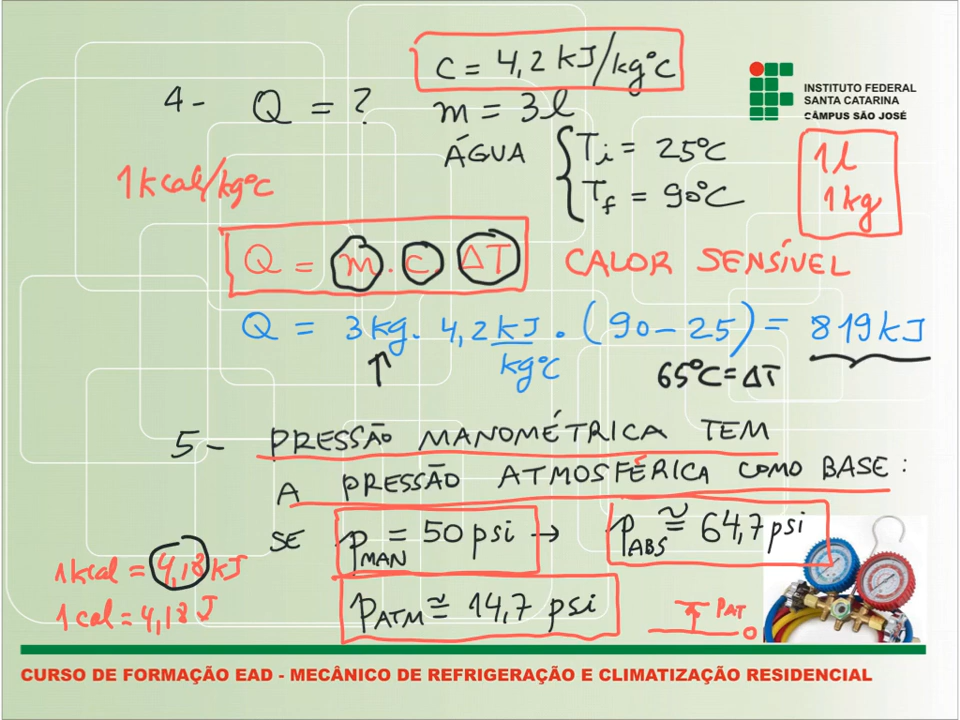 c = 4,2 kJ/kg°c
4- Q = ? m = 3l
INSTITUTO FEDERAL
SANTA CATARINA
CÂMPUS SÃO JOSÉ
ÁGUA { Ti = 25°C
Tf = 90°C
1l
1kg
1kcal/kg°c
Q = m . c . ΔT CALOR SENSÍVEL
Q = 3kg . 4,2 kJ/kg°c . (90-25) = 819kJ
↑ 65°C = ΔT
5- PRESSÃO MANOMÉTRICA TEM
A PRESSÃO ATMOSFÉRICA COMO BASE:
SE pMAN = 50 psi → pABS ≅ 64,7 psi
1kcal = 4,18 kJ
1 cal = 4,18 J
pATM ≅ 14,7 psi
PAT
0
CURSO DE FORMAÇÃO EAD - MECÂNICO DE REFRIGERAÇÃO E CLIMATIZAÇÃO RESIDENCIAL